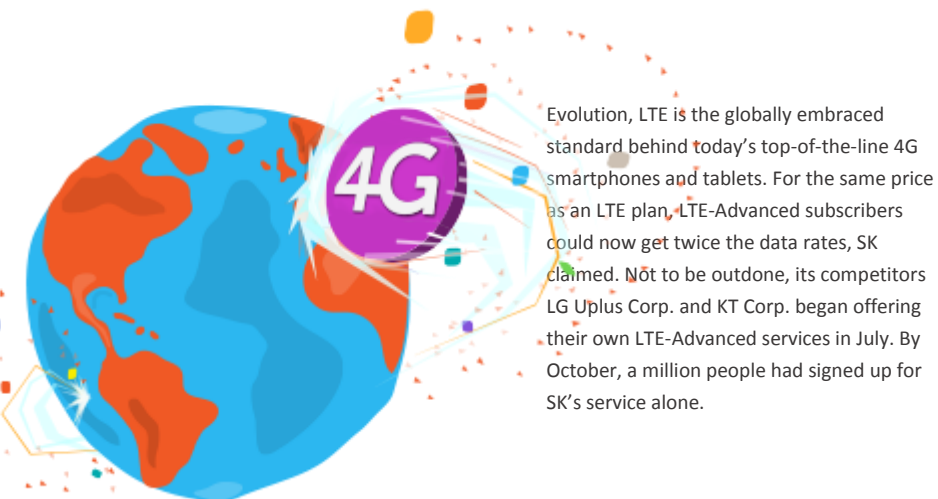 4G
Evolution, LTE is the globally embraced
standard behind today’s top-of-the-line 4G
smartphones and tablets. For the same price
as an LTE plan, LTE-Advanced subscribers
could now get twice the data rates, SK
claimed. Not to be outdone, its competitors
LG Uplus Corp. and KT Corp. began offering
their own LTE-Advanced services in July. By
October, a million people had signed up for
SK’s service alone.